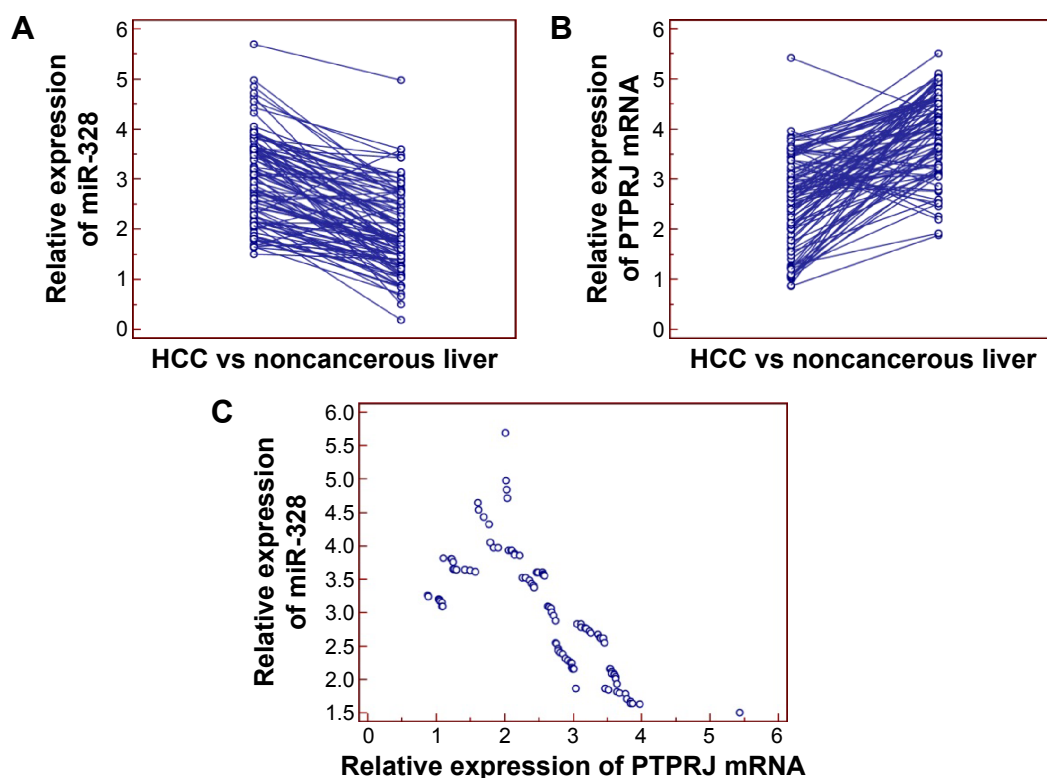 A
Relative expression
of miR-328
6
5
4
3
2
1
0
HCC vs noncancerous liver
B
Relative expression
of PTPRJ mRNA
6
5
4
3
2
1
0
HCC vs noncancerous liver
C
Relative expression
of miR-328
6.0
5.5
5.0
4.5
4.0
3.5
3.0
2.5
2.0
1.5
0 1 2 3 4 5 6
Relative expression of PTPRJ mRNA